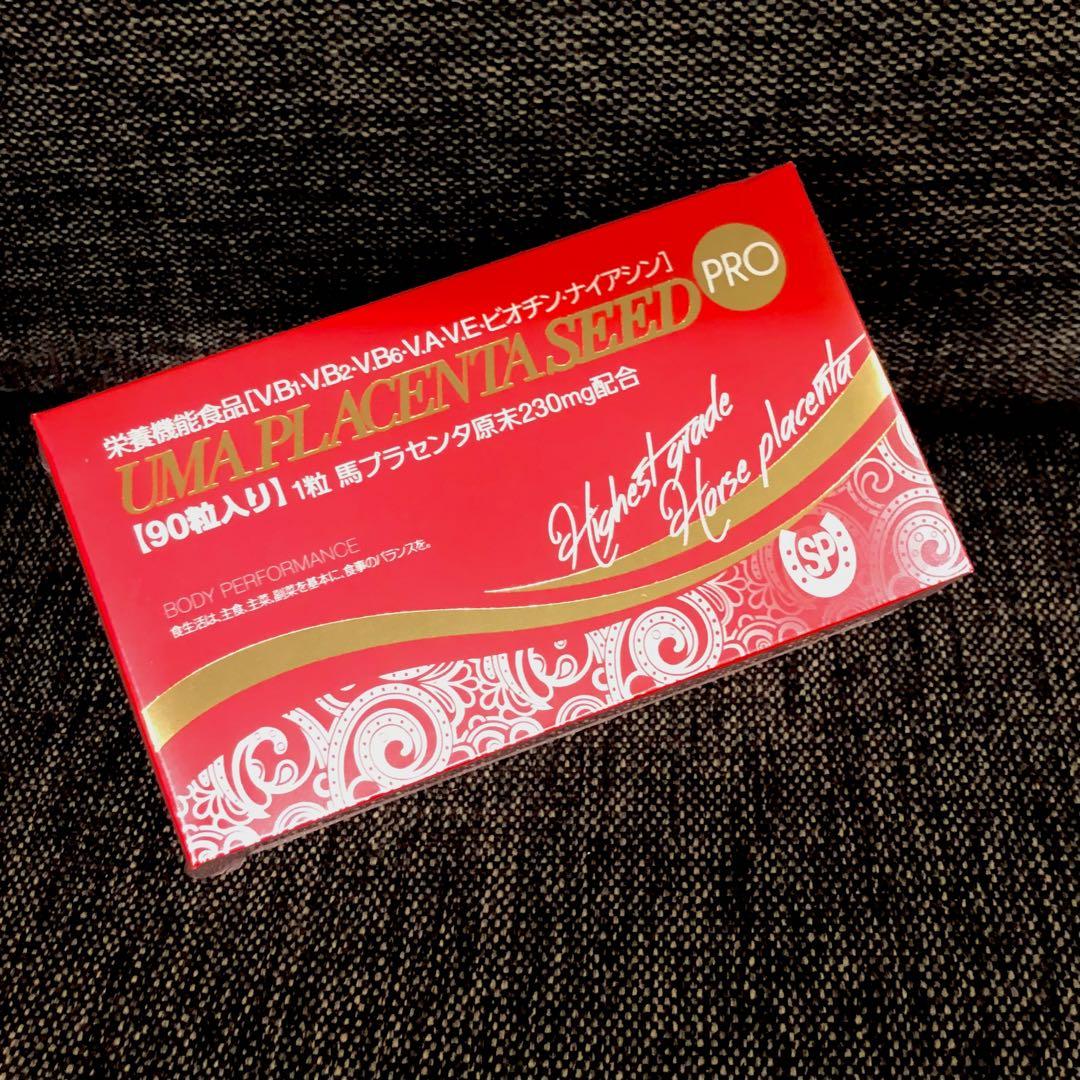 栄養機能食品[V.B1・V.B2・V.B6・V.A・V.E・ビオチン・ナイアシン]
UMA PLACENTA SEED PRO
【90粒入り】1粒 馬プラセンタ原末230mg配合
Highest grade
Horse placenta
BODY PERFORMANCE
食生活は、主食、主菜、副菜を基本に、食事のバランスを。
SP